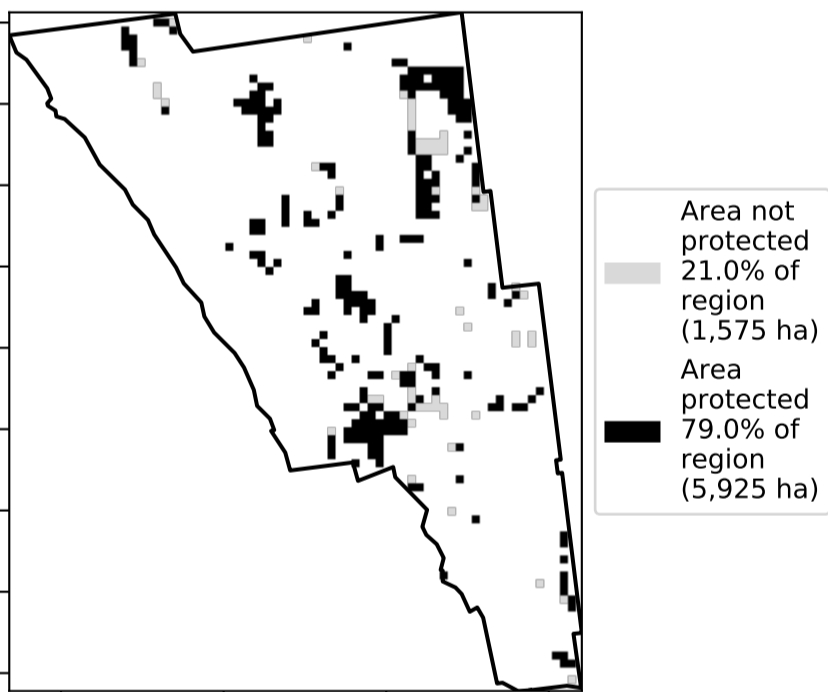 Area not
protected
21.0% of
region
(1,575 ha)
Area
protected
79.0% of
region
(5,925 ha)